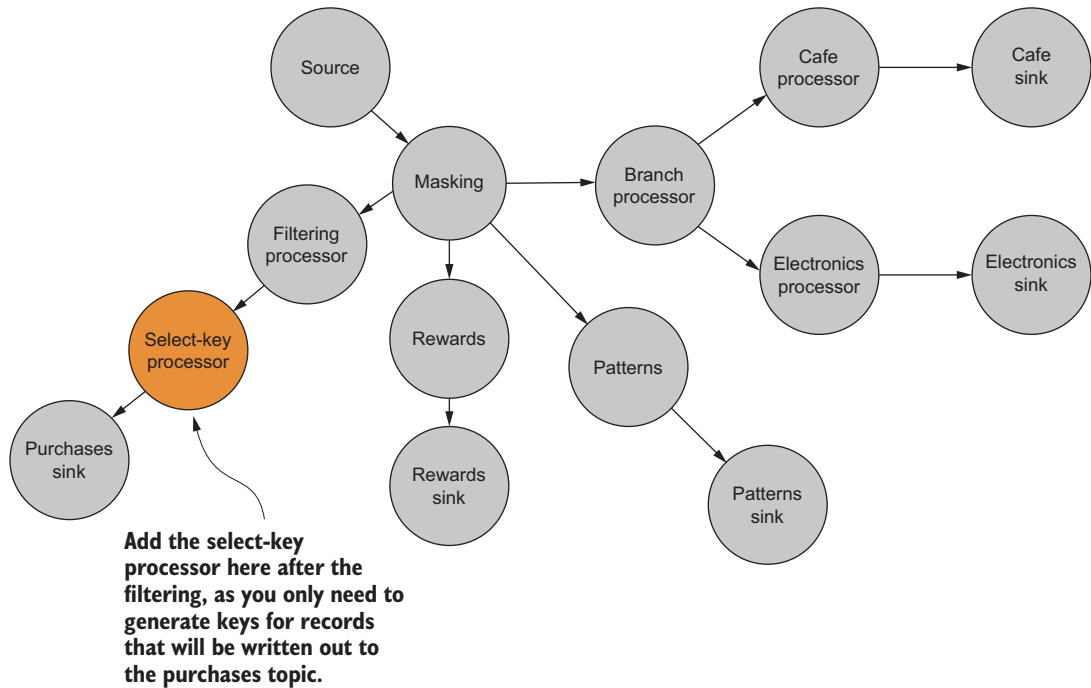 Source
Masking
Filtering
processor
Select-key
processor
Purchases
sink
Rewards
Rewards
sink
Patterns
Patterns
sink
Branch
processor
Cafe
processor
Cafe
sink
Electronics
processor
Electronics
sink
Add the select-key
processor here after the
filtering, as you only need to
generate keys for records
that will be written out to
the purchases topic.